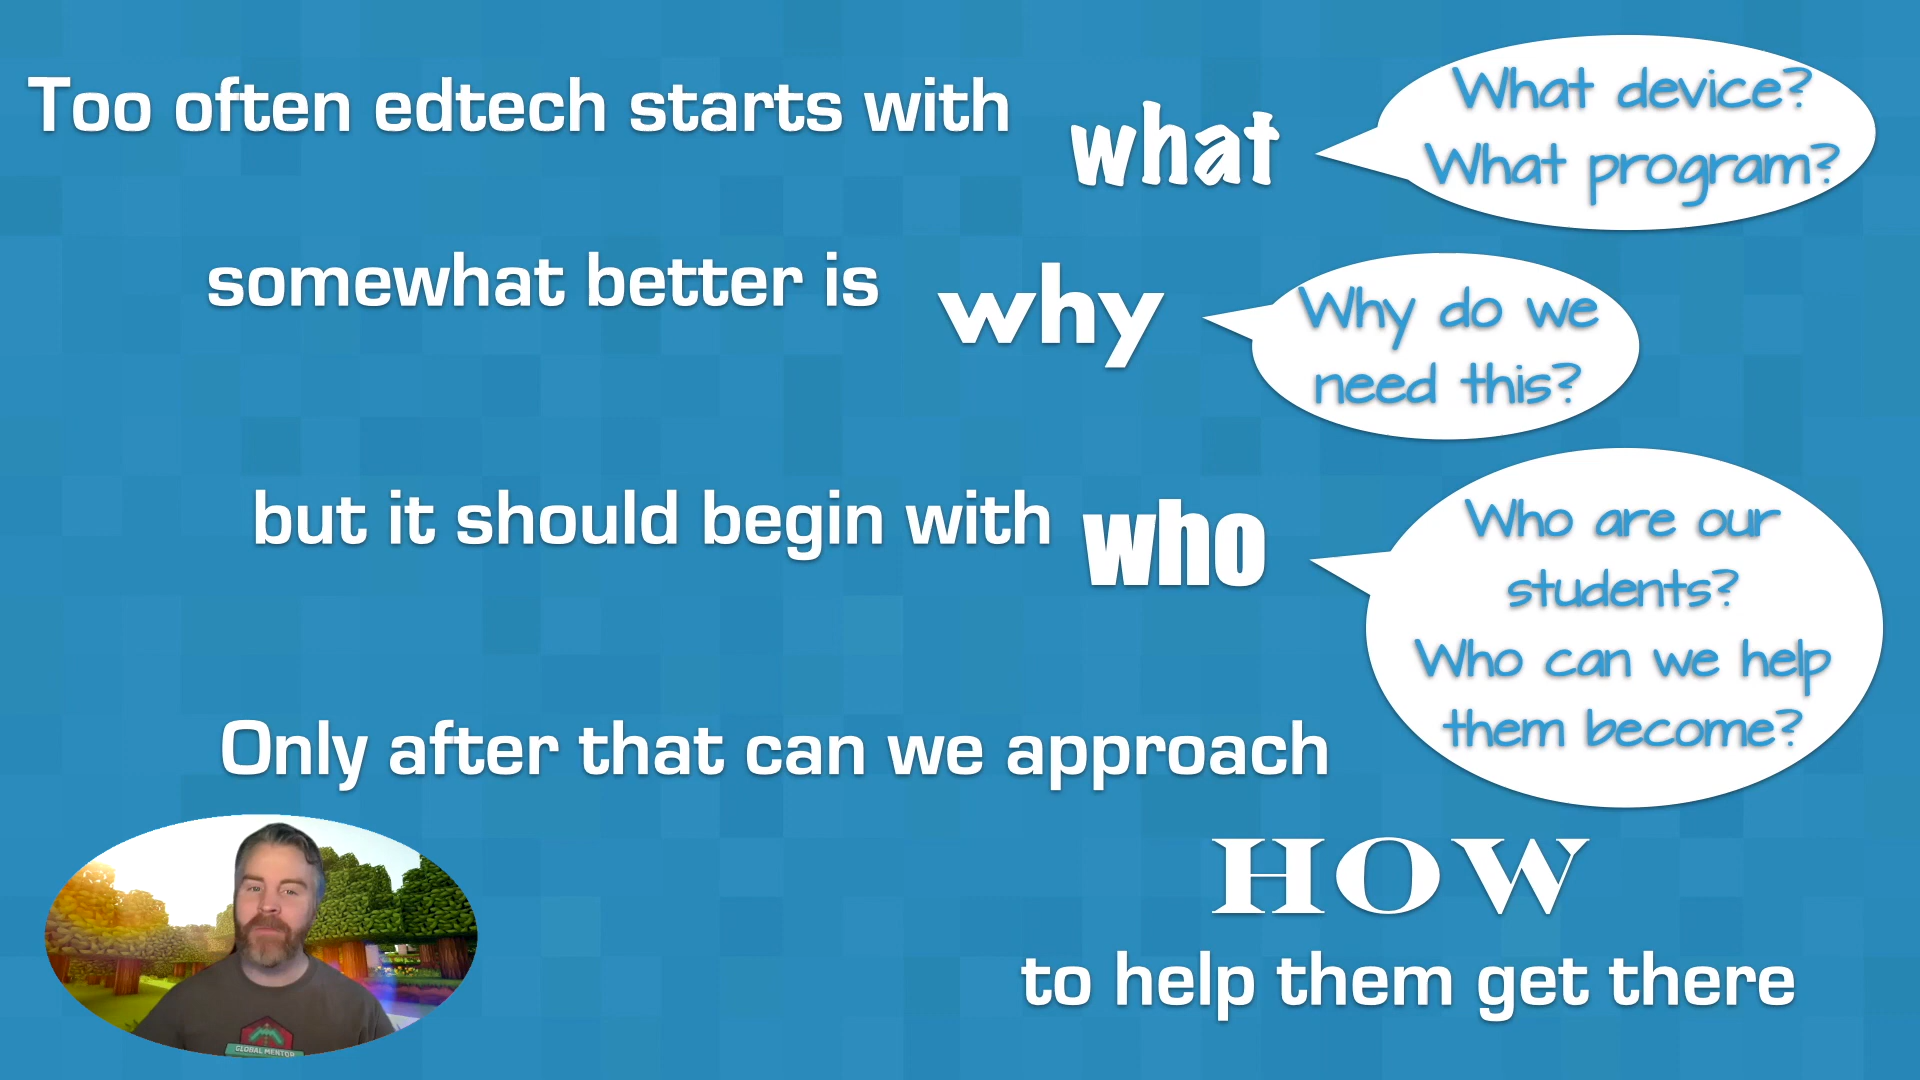 Too often edtech starts with what
What device?
What program?
somewhat better is why
Why do we
need this?
but it should begin with who
Who are our
students?
Who can we help
them become?
Only after that can we approach
HOW
to help them get there
GLOBAL MENTOR